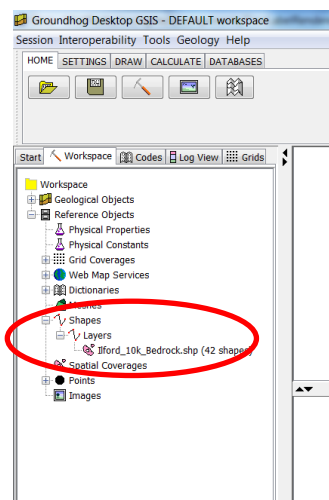 Groundhog Desktop GSIS - DEFAULT workspace
Session Interoperability Tools Geology Help
HOME SETTINGS DRAW CALCULATE DATABASES
Start Workspace Codes Log View Grids
Workspace
Geological Objects
Reference Objects
Physical Properties
Physical Constants
Grid Coverages
Web Map Services
Dictionaries
Meshes
Shapes
Layers
Ilford_10k_Bedrock.shp (42 shapes)
Spatial Coverages
Points
Images